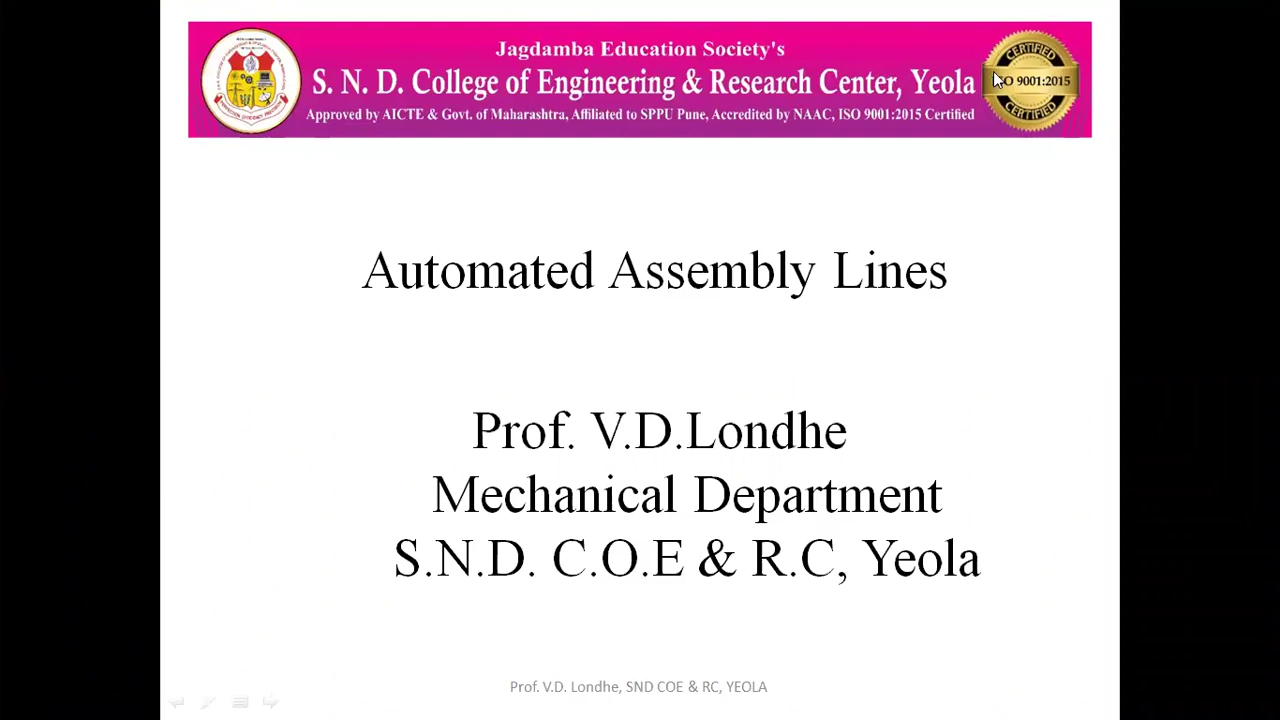 Jagdamba Education Society's
S. N. D. College of Engineering & Research Center, Yeola
Approved by AICTE & Govt. of Maharashtra, Affiliated to SPPU Pune, Accredited by NAAC, ISO 9001:2015 Certified
CERTIFIED
ISO 9001:2015
CERTIFIED
Automated Assembly Lines
Prof. V.D.Londhe
Mechanical Department
S.N.D. C.O.E & R.C, Yeola
Prof. V.D. Londhe, SND COE & RC, YEOLA